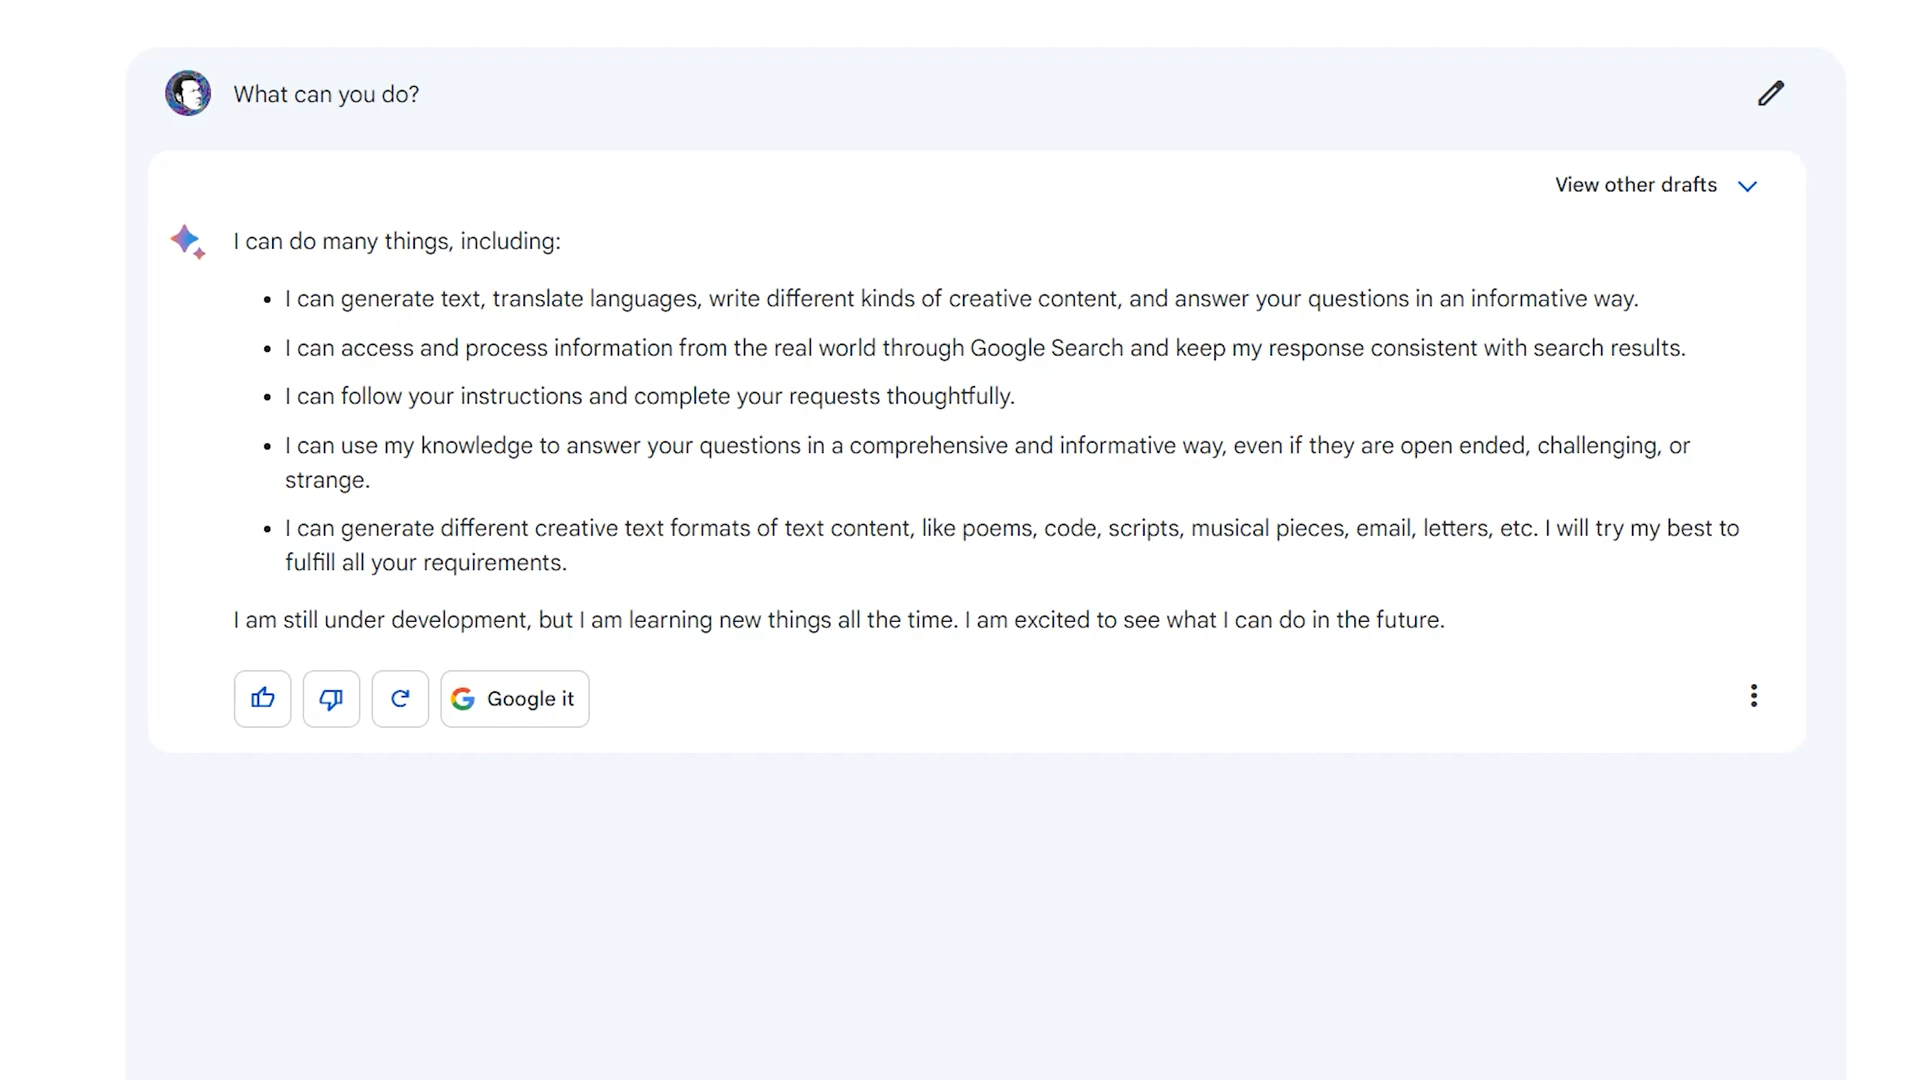 What can you do?
View other drafts
I can do many things, including:
• I can generate text, translate languages, write different kinds of creative content, and answer your questions in an informative way.
• I can access and process information from the real world through Google Search and keep my response consistent with search results.
• I can follow your instructions and complete your requests thoughtfully.
• I can use my knowledge to answer your questions in a comprehensive and informative way, even if they are open ended, challenging, or
strange.
• I can generate different creative text formats of text content, like poems, code, scripts, musical pieces, email, letters, etc. I will try my best to
fulfill all your requirements.
I am still under development, but I am learning new things all the time. I am excited to see what I can do in the future.
Google it